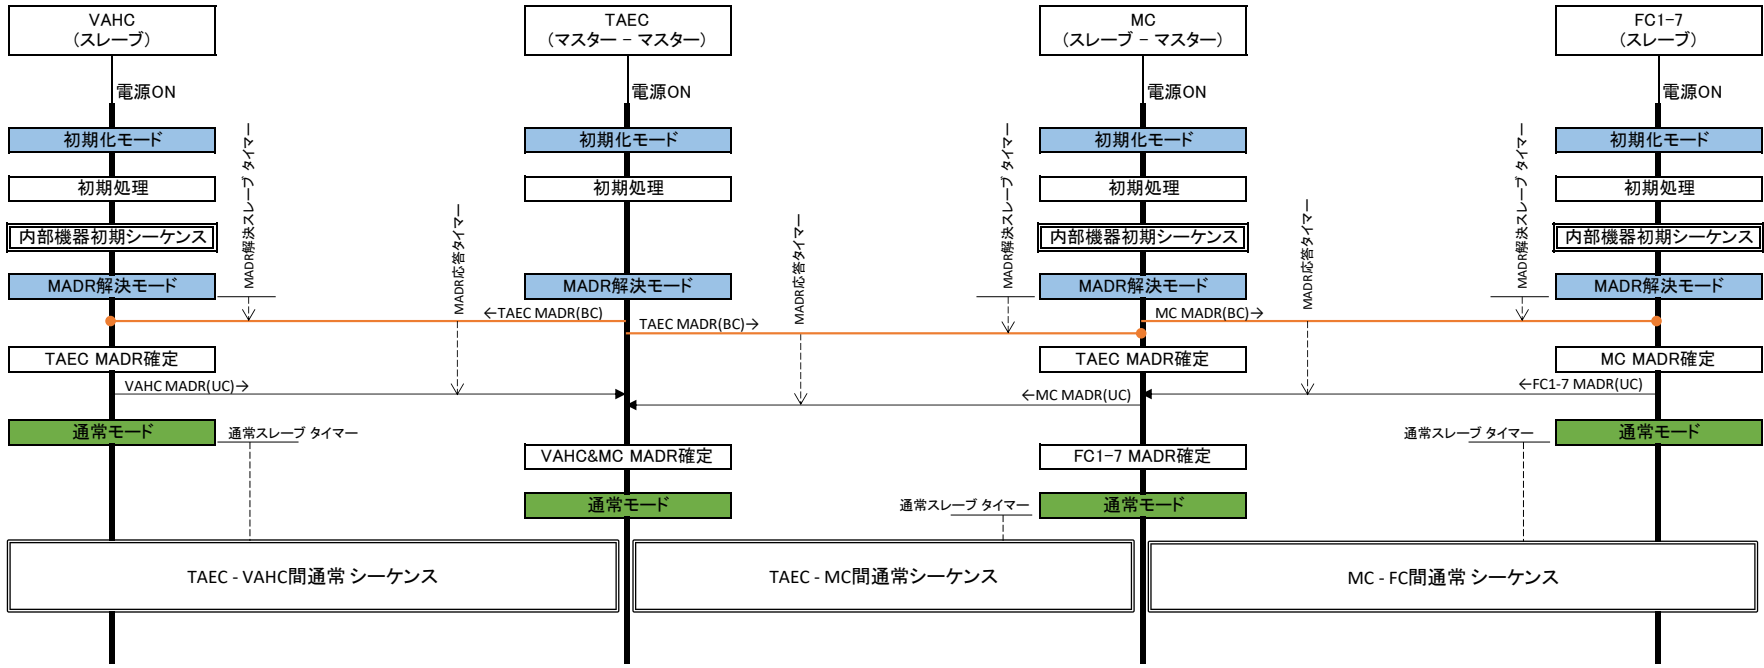 VAHC
（スレーブ）
TAEC
（マスター − マスター）
MC
（スレーブ − マスター）
FC1-7
（スレーブ）
電源ON
電源ON
電源ON
電源ON
初期化モード
初期化モード
初期化モード
初期化モード
初期処理
初期処理
初期処理
初期処理
内部機器初期シーケンス
内部機器初期シーケンス
内部機器初期シーケンス
MADR解決スレーブ タイマー
MADR応答タイマー
MADR応答タイマー
MADR解決スレーブ タイマー
MADR応答タイマー
MADR解決スレーブ タイマー
MADR解決モード
MADR解決モード
MADR解決モード
MADR解決モード
←TAEC MADR(BC)
TAEC MADR(BC)→
MC MADR(BC)→
TAEC MADR確定
TAEC MADR確定
MC MADR確定
VAHC MADR(UC)→
←MC MADR(UC)
←FC1-7 MADR(UC)
通常モード
通常スレーブ タイマー
通常スレーブ タイマー
通常モード
VAHC&MC MADR確定
FC1-7 MADR確定
通常モード
通常スレーブ タイマー
通常モード
TAEC - VAHC間通常 シーケンス
TAEC - MC間通常シーケンス
MC - FC間通常 シーケンス